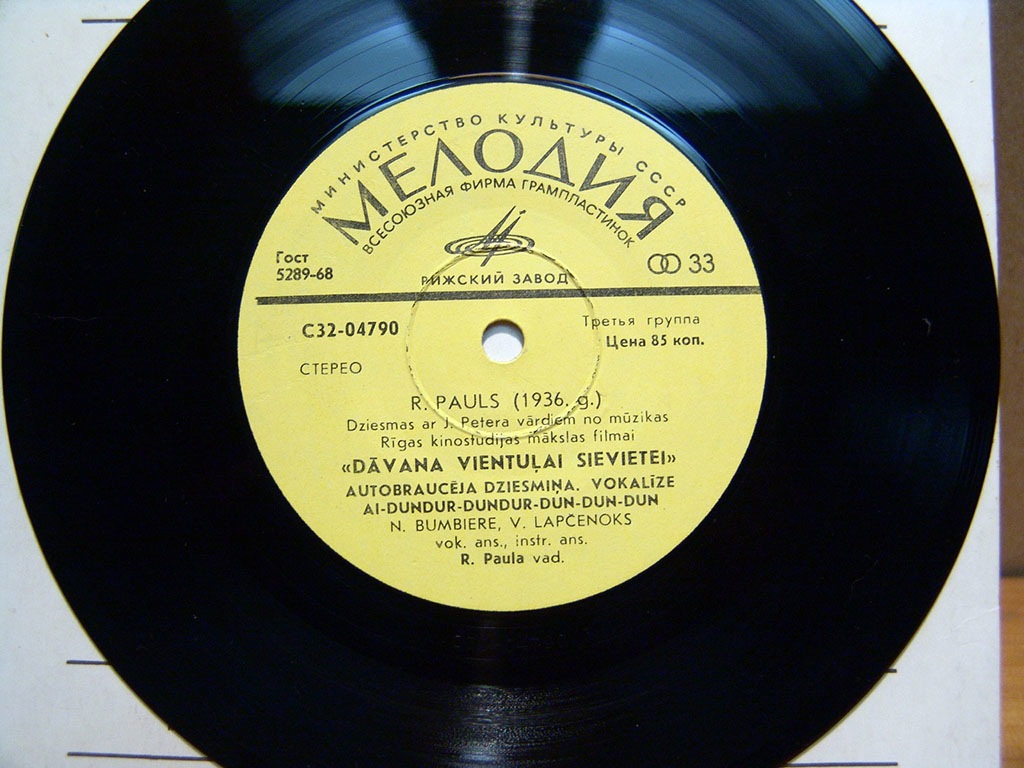 МИНИСТЕРСТВО КУЛЬТУРЫ СССР
МЕЛОДИЯ
ВСЕСОЮЗНАЯ ФИРМА ГРАМПЛАСТИНОК
Гост
5289-68
33
РИЖСКИЙ ЗАВОД
С32-04790
Третья группа
Цена 85 коп.
СТЕРЕО
R. PAULS (1936. g.)
Dziesmas ar J. Petera vārdiem no mūzikas
Rīgas kinostudijas mākslas filmai
«DĀVANA VIENTUĻAI SIEVIETEI»
AUTOBRAUCĒJA DZIESMIŅA. VOKALĪZE
AI-DUNDUR-DUNDUR-DUN-DUN-DUN
N. BUMBIERE, V. LAPČENOKS
vok. ans., instr. ans.
R. Paula vad.